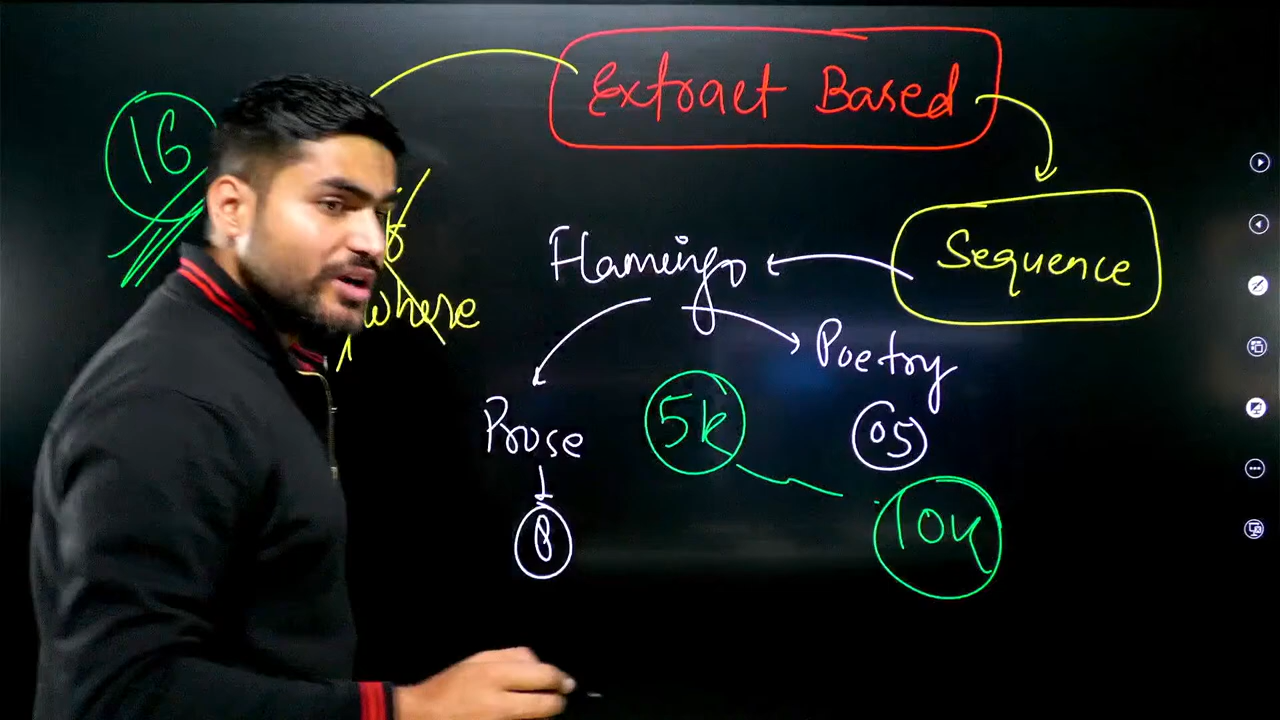 Extract Based
16
Sequence
Flamingo
where
Poetry
5k
05
Prose
8
10k